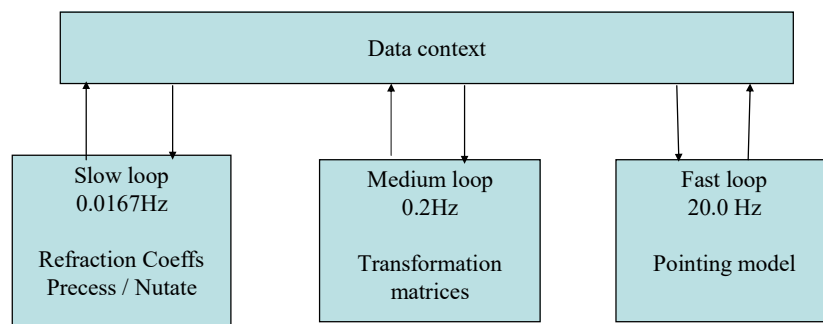 Data context
Slow loop
0.0167Hz
Refraction Coeffs
Precess / Nutate
Medium loop
0.2Hz
Transformation
matrices
Fast loop
20.0 Hz
Pointing model